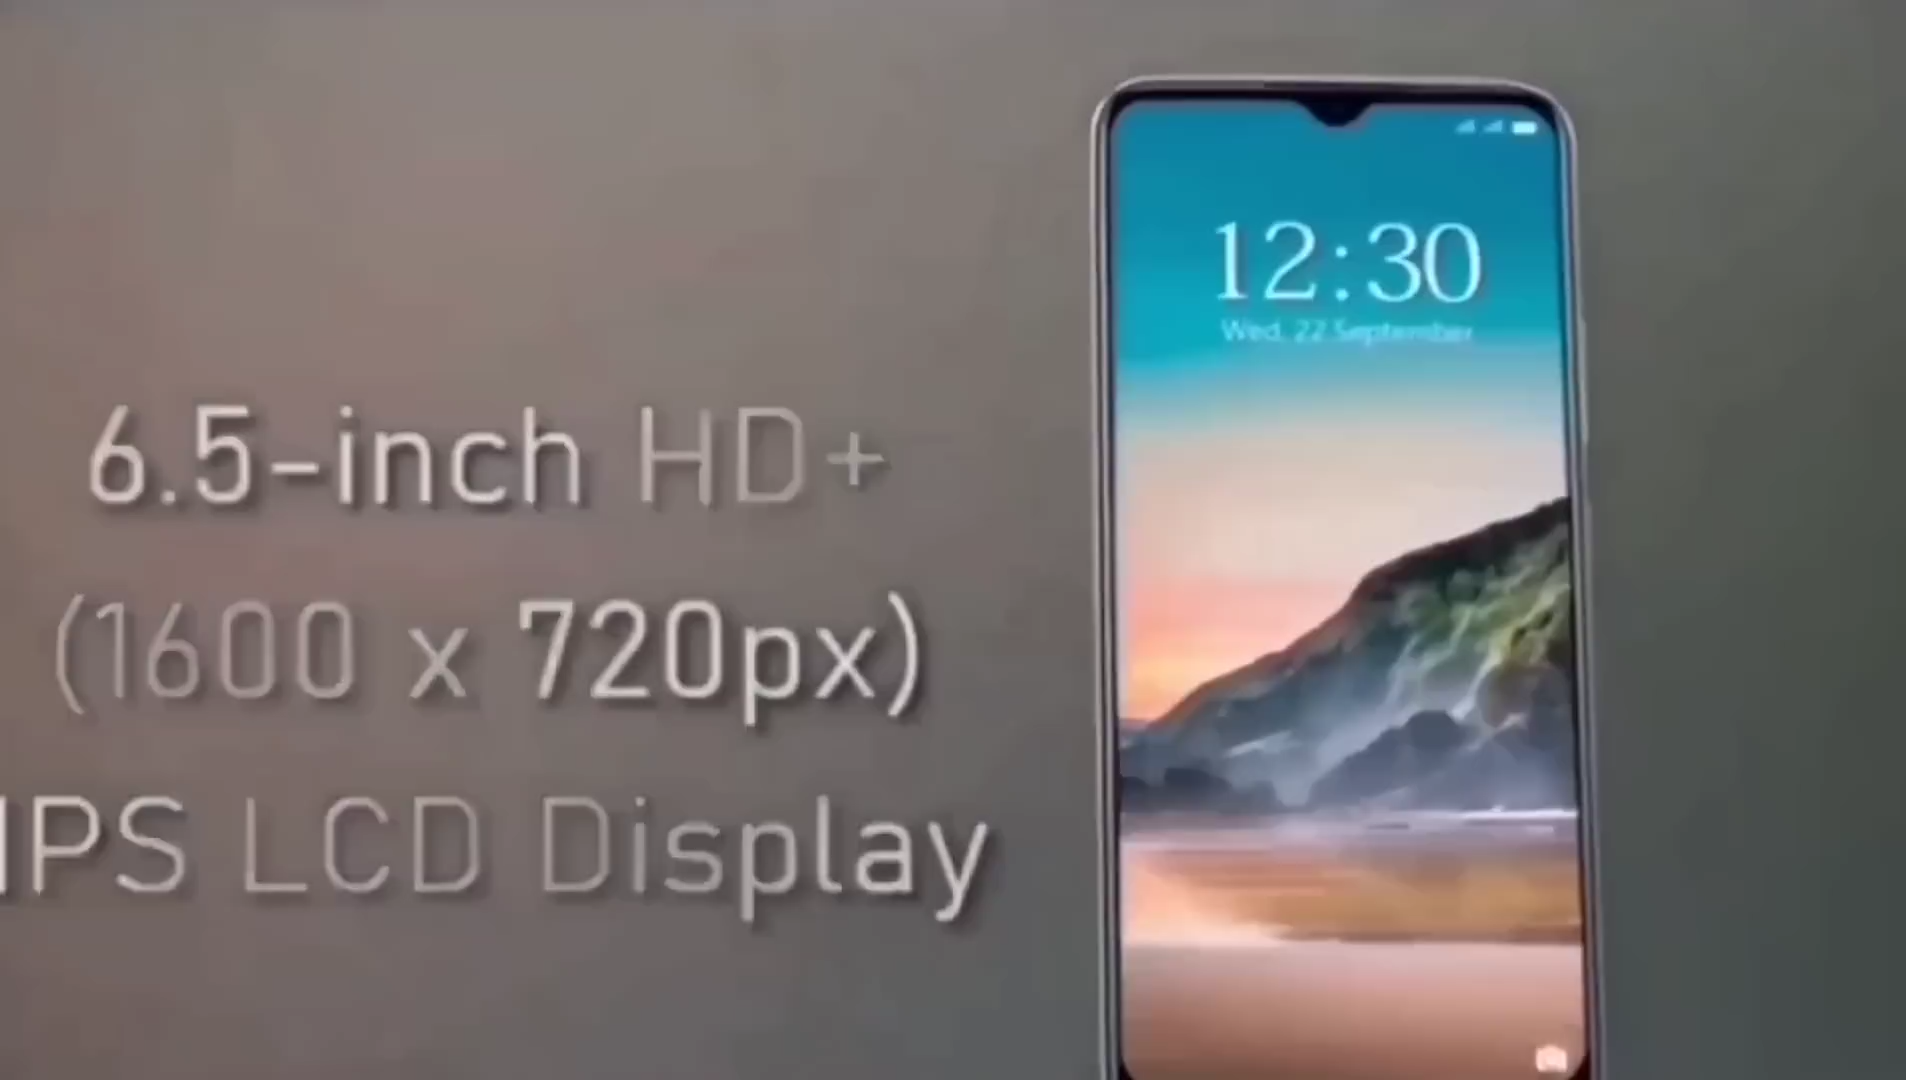 6.5-inch HD+
(1600 x 720px)
IPS LCD Display
12:30
Wed, 22 September